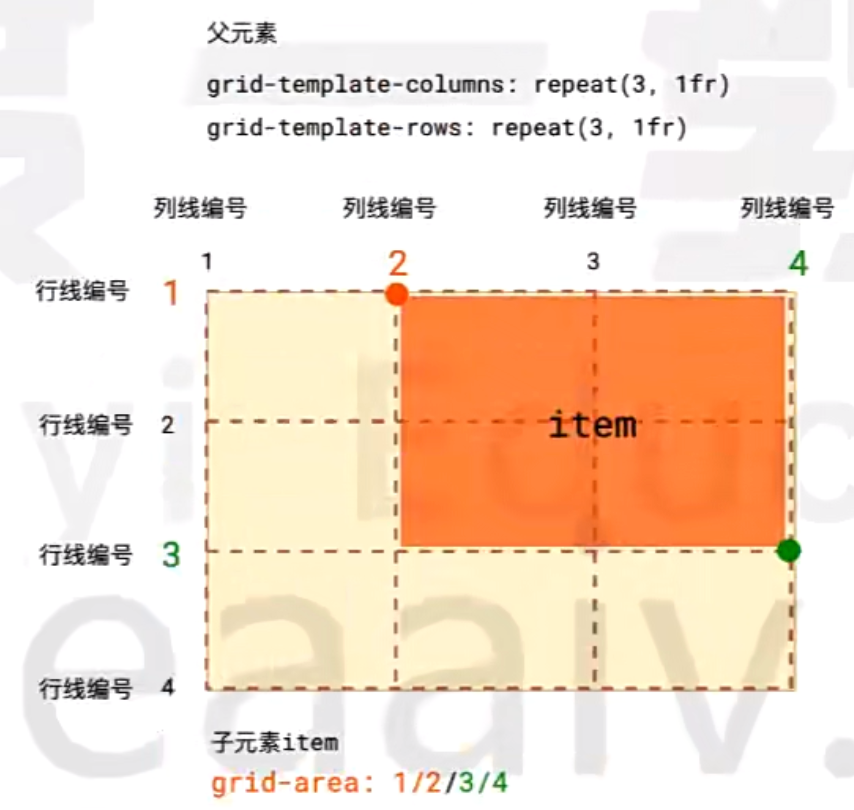 父元素
grid-template-columns: repeat(3, 1fr)
grid-template-rows: repeat(3, 1fr)
列线编号 列线编号 列线编号 列线编号
1 2 3 4
行线编号 1
行线编号 2 item
行线编号 3
行线编号 4
子元素item
grid-area: 1/2/3/4